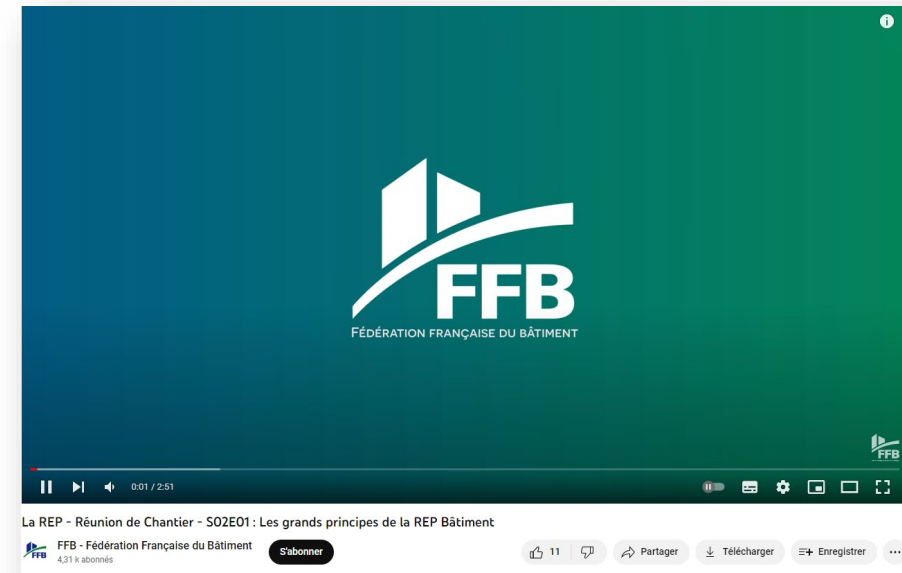 FFB
FÉDÉRATION FRANÇAISE DU BÂTIMENT
FFB
0:01 / 2:51
La REP - Réunion de Chantier - S02E01 : Les grands principes de la REP Bâtiment
FFB
FFB - Fédération Française du Bâtiment
4,31 k abonnés
S'abonner
11
Partager
Télécharger
Enregistrer